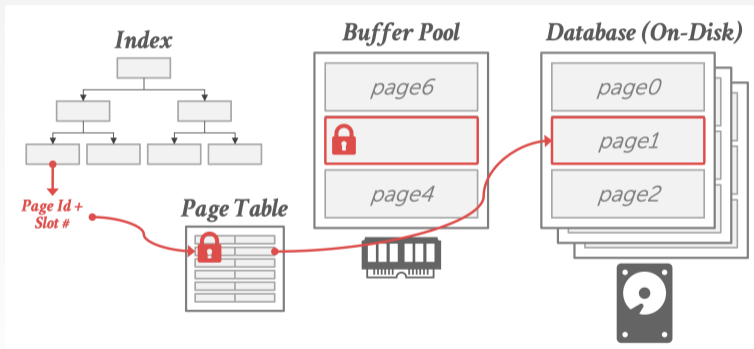 Index
Buffer Pool
Database (On-Disk)
page6
page4
page0
page1
page2
Page Id +
Slot #
Page Table